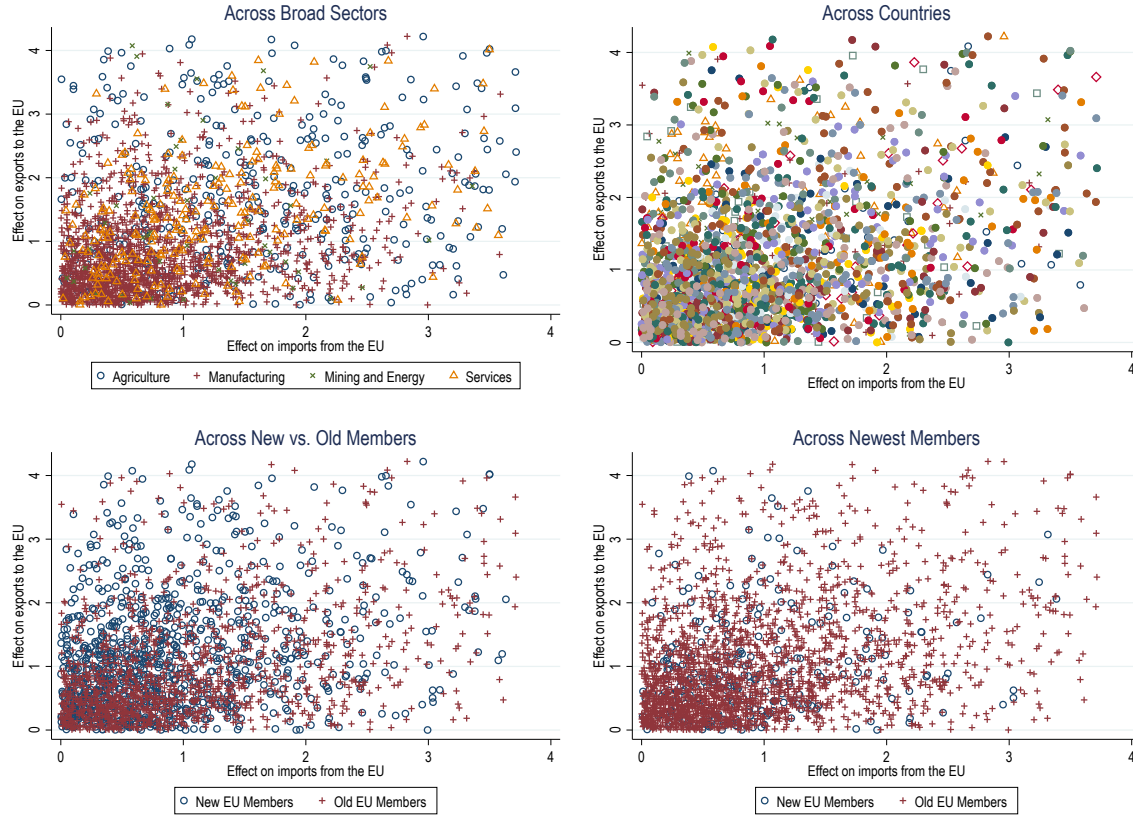 Across Broad Sectors
Effect on exports to the EU
4
3
2
1
0
0 1 2 3 4
Effect on imports from the EU
Agriculture Manufacturing Mining and Energy Services
Across Countries
Effect on exports to the EU
4
3
2
1
0
0 1 2 3 4
Effect on imports from the EU
Across New vs. Old Members
Effect on exports to the EU
4
3
2
1
0
0 1 2 3 4
Effect on imports from the EU
New EU Members Old EU Members
Across Newest Members
Effect on exports to the EU
4
3
2
1
0
0 1 2 3 4
Effect on imports from the EU
New EU Members Old EU Members